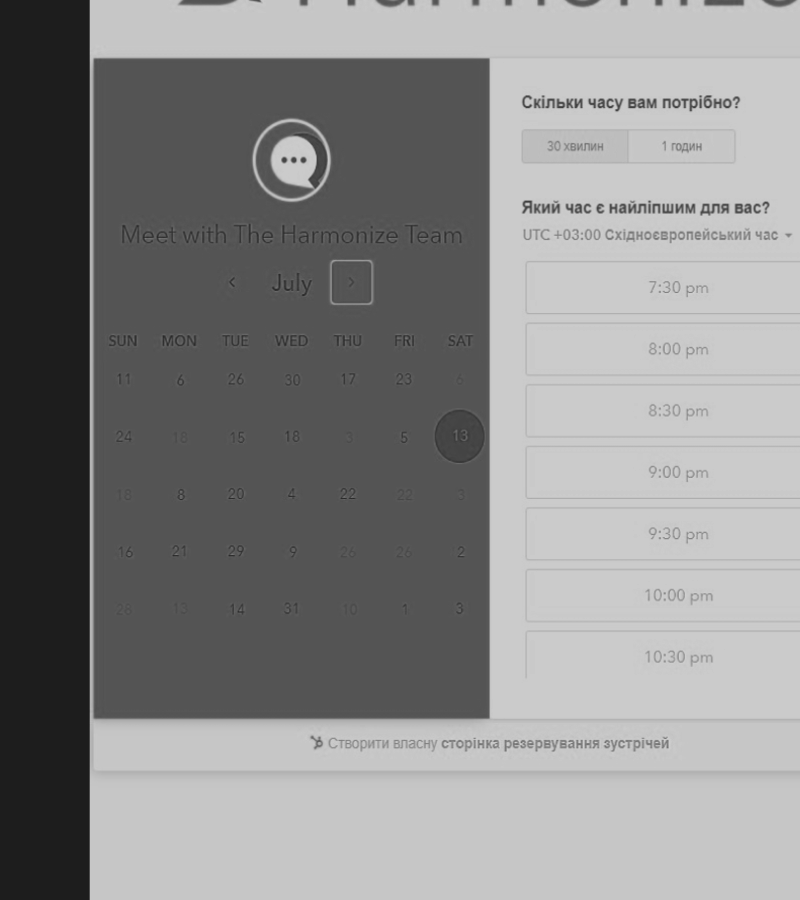 Harmonize
Meet with The Harmonize Team
July
SUN MON TUE WED THU FRI SAT
11 6 26 30 17 23 6
24 18 15 18 3 5 13
18 8 20 4 22 22 3
16 21 29 9 26 26 2
28 13 14 31 10 1 3
Скільки часу вам потрібно?
30 хвилин 1 годин
Який час є найліпшим для вас?
UTC +03:00 Східноєвропейський час
7:30 pm
8:00 pm
8:30 pm
9:00 pm
9:30 pm
10:00 pm
10:30 pm
Створити власну сторінка резервування зустрічей